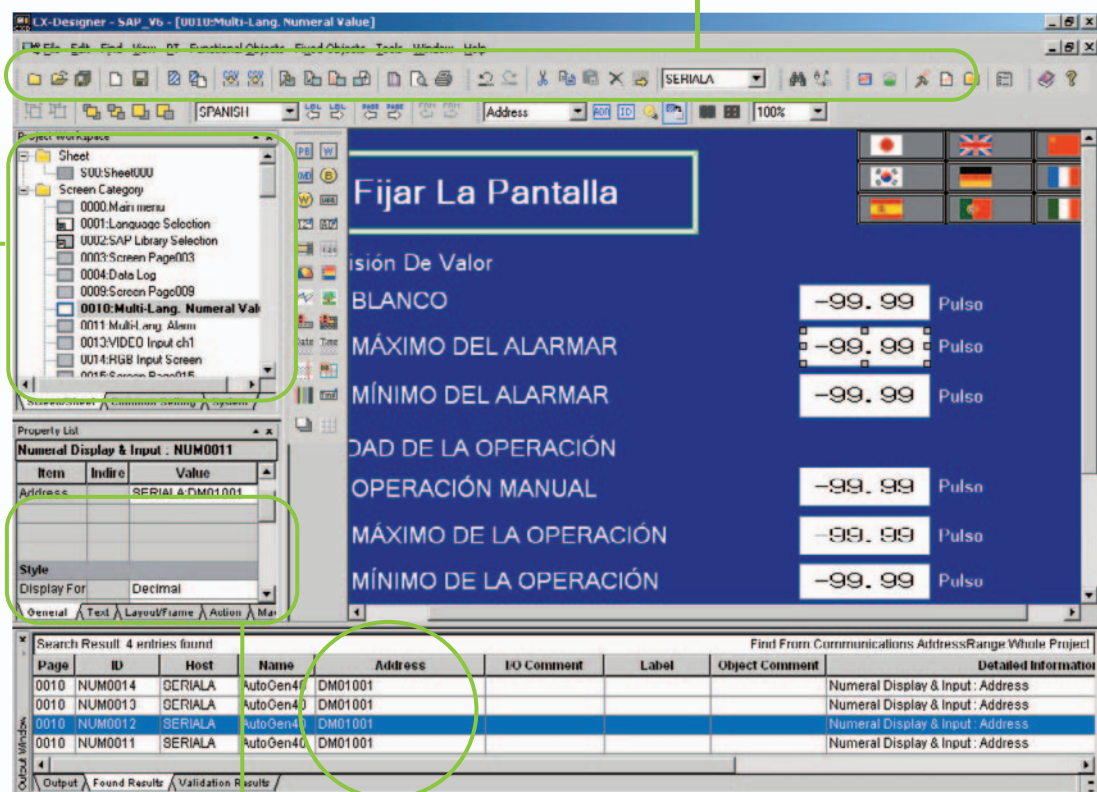 CX-Designer - SAP_V6 - [0010:Multi-Lang. Numeral Value]
File Edit Find View PT Functional Objects Fixed Objects Tools Window Help
SERIALA
SPANISH Address 100%
Project Workspace
Sheet
S00:Sheet000
Screen Category
0000:Main menu
0001:Language Selection
0002:SAP Library Selection
0003:Screen Page003
0004:Data Log
0009:Screen Page009
0010:Multi-Lang. Numeral Val
0011:Multi-Lang. Alarm
0013:VIDEO Input ch1
0014:RGB Input Screen
0015:Screen Page015
System
Fijar La Pantalla
isión De Valor
BLANCO -99.99 Pulso
MÁXIMO DEL ALARMAR -99.99 Pulso
MÍNIMO DEL ALARMAR -99.99 Pulso
DAD DE LA OPERACIÓN
OPERACIÓN MANUAL -99.99 Pulso
MÁXIMO DE LA OPERACIÓN -99.99 Pulso
MÍNIMO DE LA OPERACIÓN -99.99 Pulso
Property List
Numeral Display & Input : NUM0011
Item Indire Value
Address SERIALA:DM01001
Style
Display For Decimal
General Text Layout/Frame Action Ma
Search Result: 4 entries found Find From Communications AddressRange:Whole Project
Page ID Host Name Address I/O Comment Label Object Comment Detailed Information
0010 NUM0014 SERIALA AutoGen40 DM01001 Numeral Display & Input : Address
0010 NUM0013 SERIALA AutoGen40 DM01001 Numeral Display & Input : Address
0010 NUM0012 SERIALA AutoGen40 DM01001 Numeral Display & Input : Address
0010 NUM0011 SERIALA AutoGen40 DM01001 Numeral Display & Input : Address
Output Window
Output Found Results Validation Results